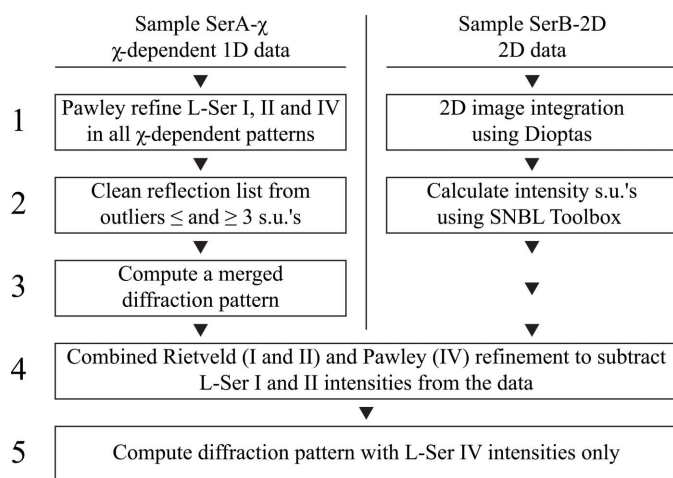 Sample SerA-χ
χ-dependent 1D data
Sample SerB-2D
2D data
1
Pawley refine L-Ser I, II and IV
in all χ-dependent patterns
2D image integration
using Dioptas
2
Clean reflection list from
outliers ≤ and ≥ 3 s.u.'s
Calculate intensity s.u.'s
using SNBL Toolbox
3
Compute a merged
diffraction pattern
4
Combined Rietveld (I and II) and Pawley (IV) refinement to subtract
L-Ser I and II intensities from the data
5
Compute diffraction pattern with L-Ser IV intensities only